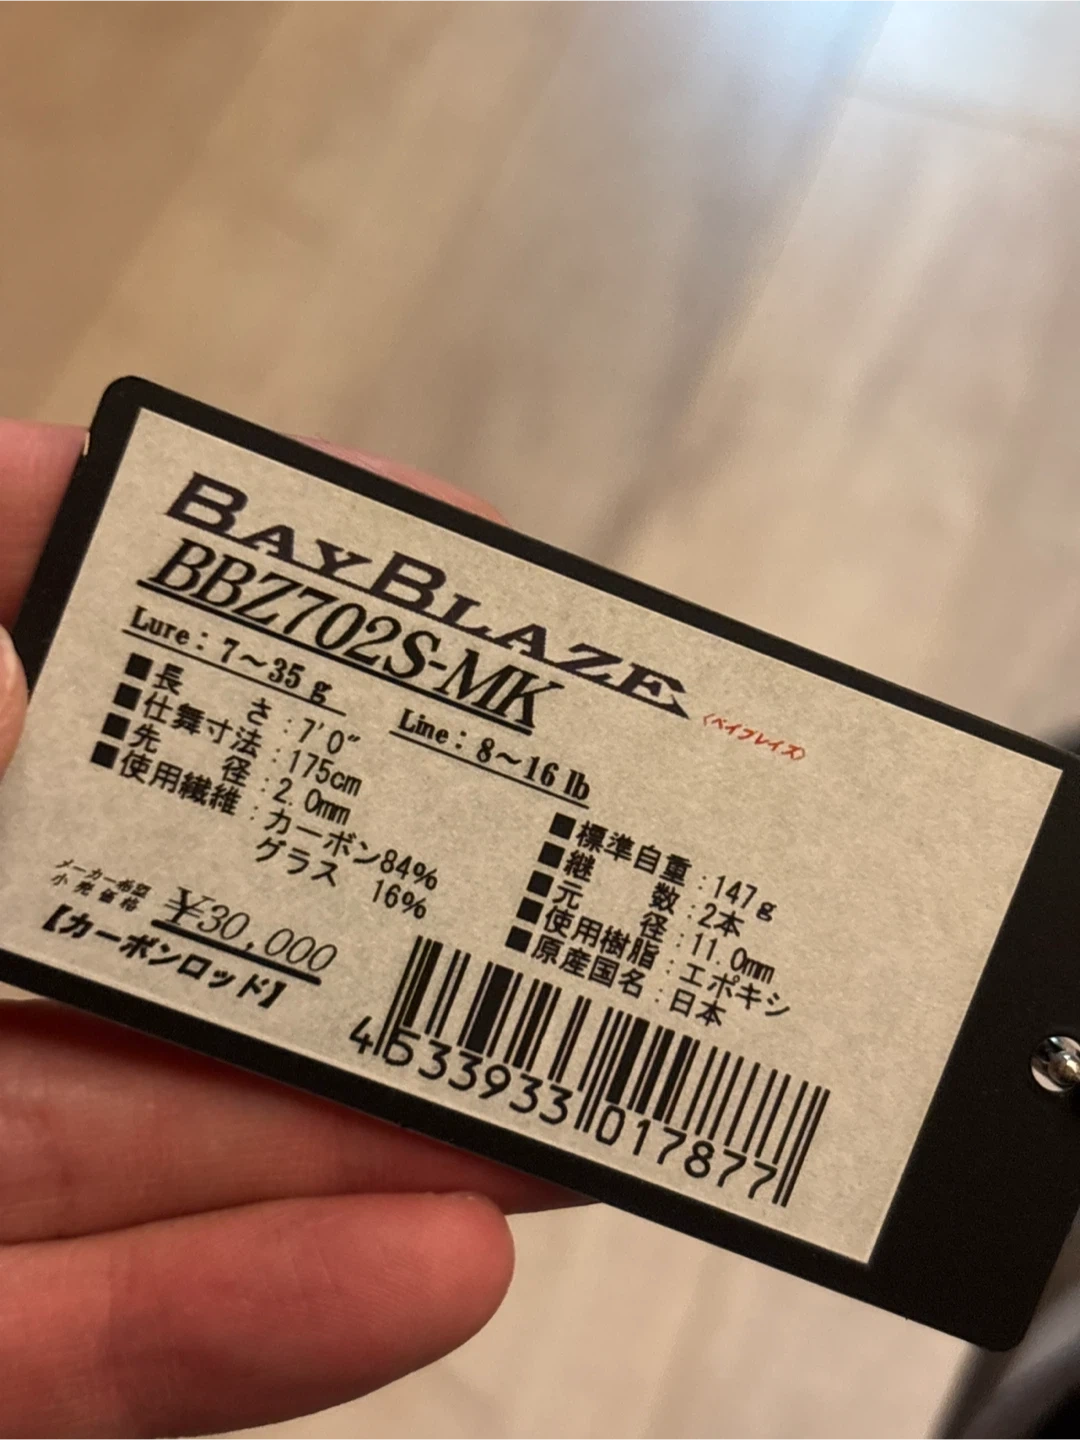 BAYBLAZE
〈ベイブレイズ〉
BBZ702S-MK
Lure：7～35ｇ Line：8～16 lb
■長さ：7'0″
■仕舞寸法：175cm
■先径：2.0mm
■使用繊維：カーボン84%
グラス 16%
■標準自重：147ｇ
■継数：2本
■元径：11.0mm
■使用樹脂：エポキシ
■原産国名：日本
メーカー希望
小売価格 ¥30,000
【カーボンロッド】
4533933017877